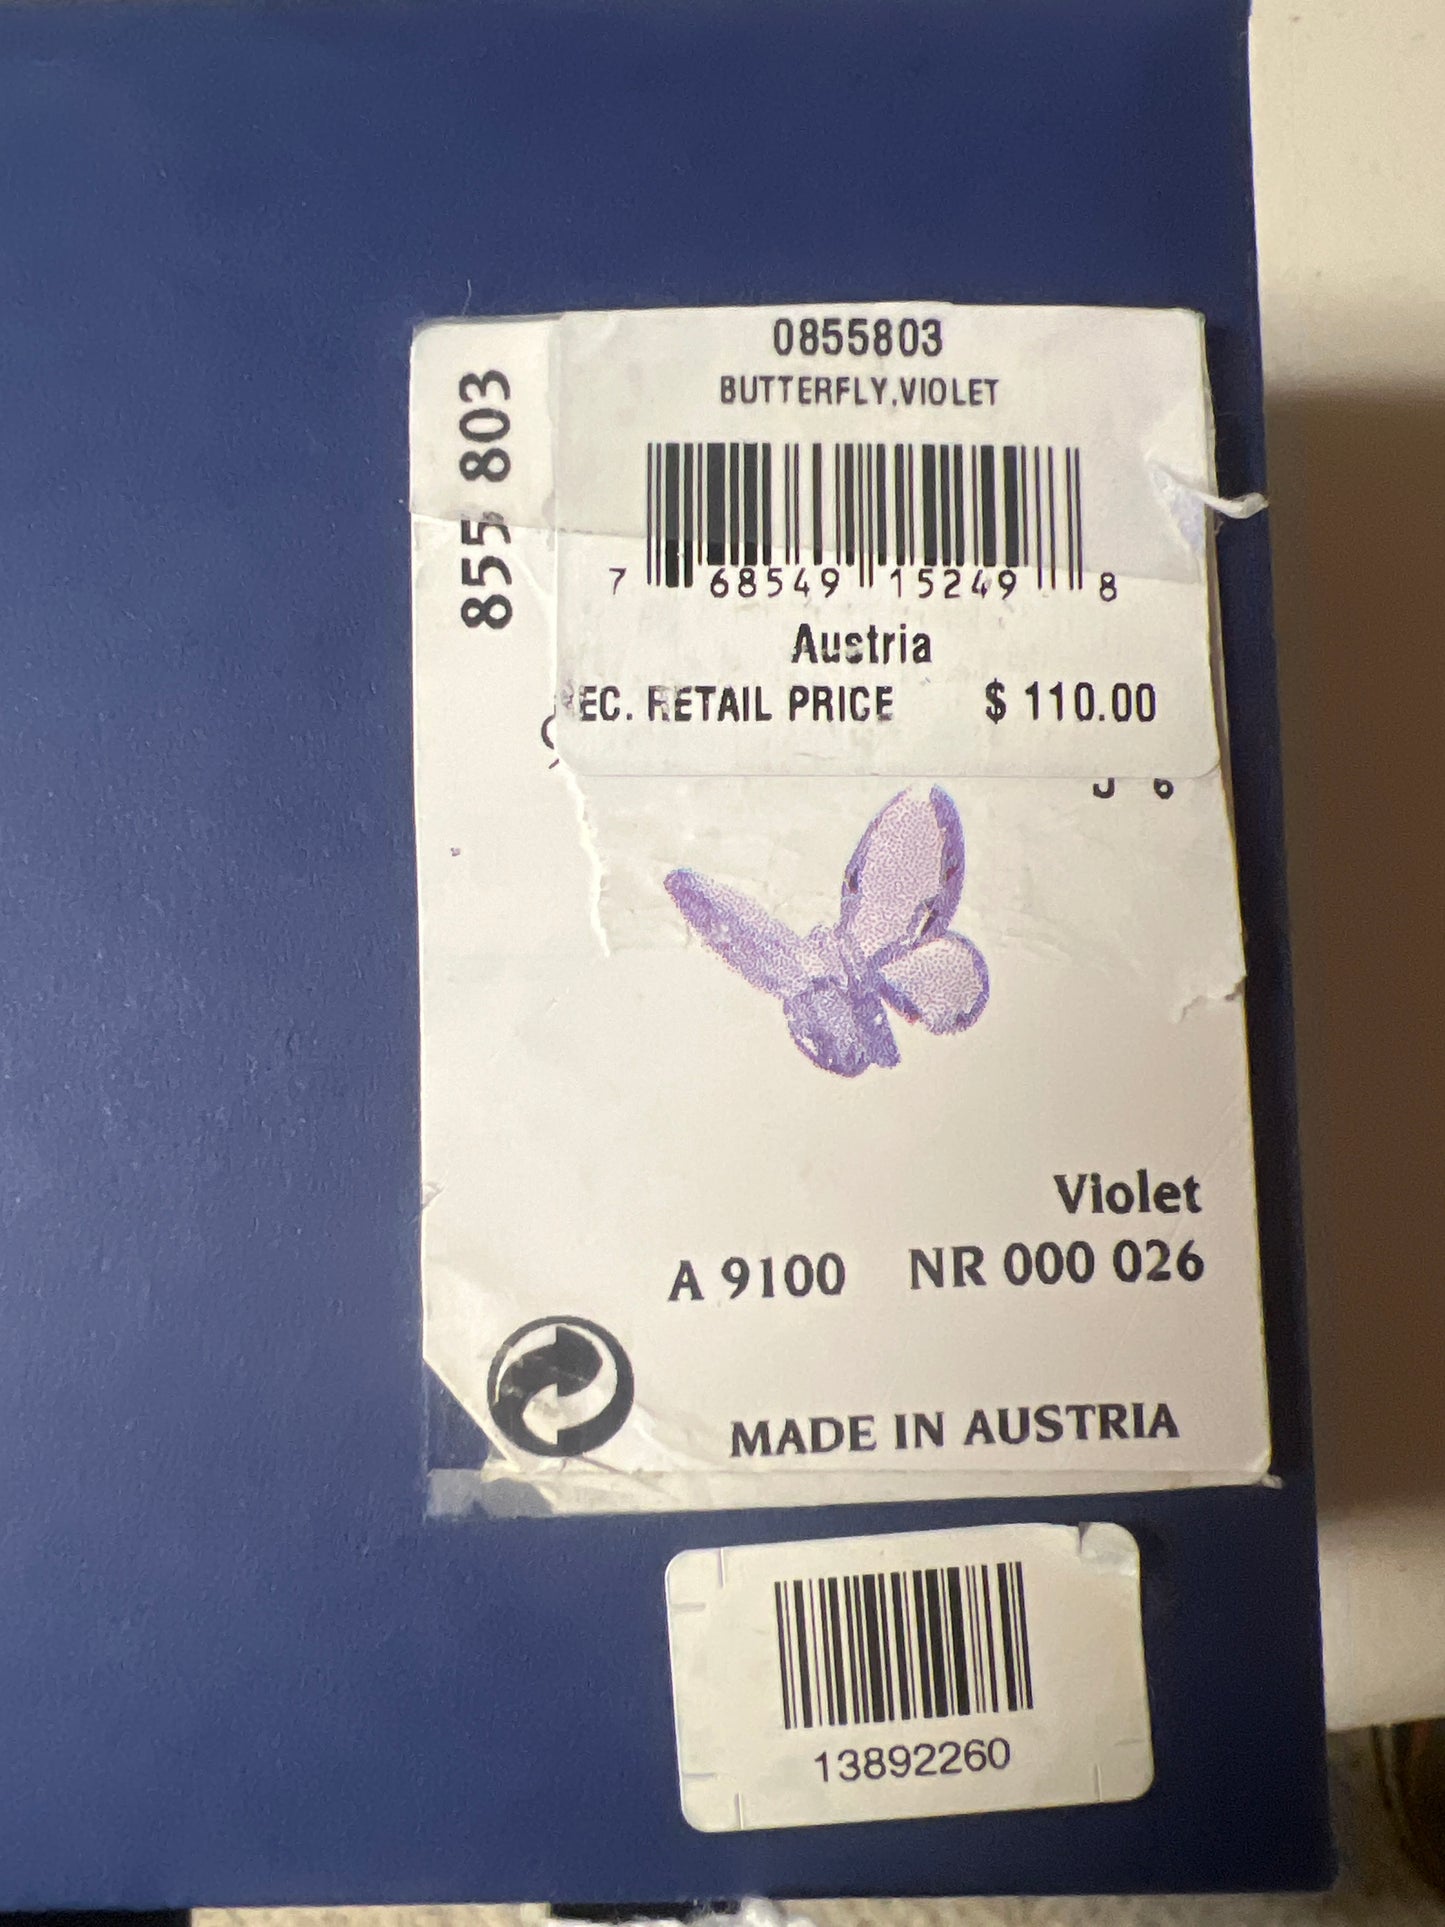 0855803
BUTTERFLY,VIOLET
855 803
7 68549 15249 8
Austria
EC. RETAIL PRICE $ 110.00
Violet
A 9100 NR 000 026
MADE IN AUSTRIA
13892260